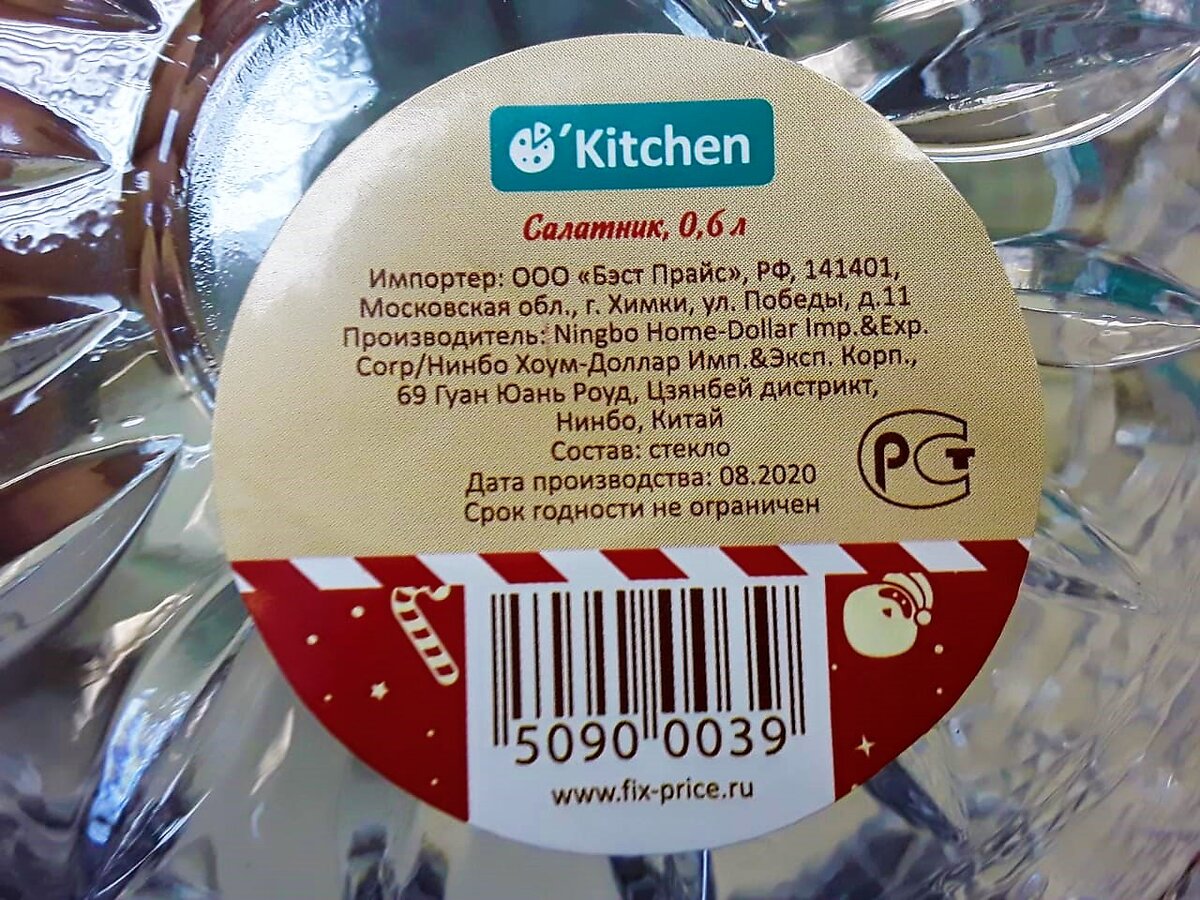 'Kitchen
Салатник, 0,6 л
Импортер: ООО «Бэст Прайс», РФ, 141401,
Московская обл., г. Химки, ул. Победы, д.11
Производитель: Ningbo Home-Dollar Imp.&Exp.
Corp/Нинбо Хоум-Доллар Имп.&Эксп. Корп.,
69 Гуан Юань Роуд, Цзянбей дистрикт,
Нинбо, Китай
Состав: стекло
Дата производства: 08.2020
Срок годности не ограничен
РСТ
5090 0039
www.fix-price.ru